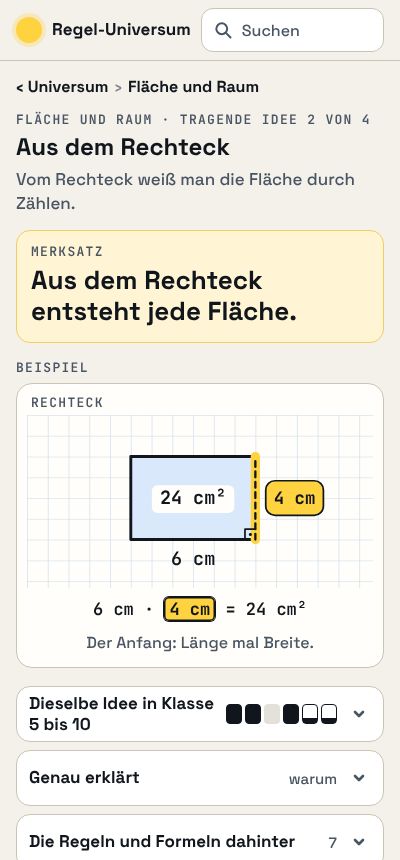 Regel-Universum
Suchen
< Universum > Fläche und Raum
FLÄCHE UND RAUM · TRAGENDE IDEE 2 VON 4
Aus dem Rechteck
Vom Rechteck weiß man die Fläche durch
Zählen.
MERKSATZ
Aus dem Rechteck
entsteht jede Fläche.
BEISPIEL
RECHTECK
24 cm²
4 cm
6 cm
6 cm · 4 cm = 24 cm²
Der Anfang: Länge mal Breite.
Dieselbe Idee in Klasse
5 bis 10
Genau erklärt
warum
Die Regeln und Formeln dahinter
7